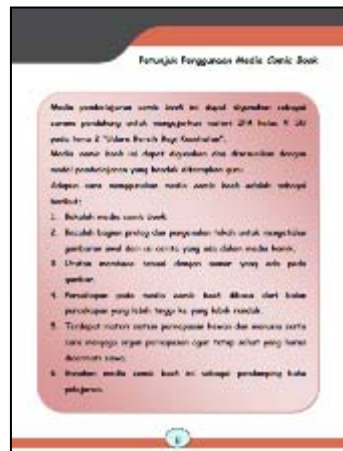 Petunjuk Penggunaan Media Comic Book
Media pembelajaran comic book ini dapat digunakan sebagai
sarana pendukung untuk mengajarkan materi IPA kelas V SD
pada tema 2 "Udara Bersih Bagi Kesehatan".
Media comic book ini dapat digunakan dan disesuaikan dengan
model pembelajaran yang hendak diterapkan guru.
Adapun cara menggunakan media comic book adalah sebagai
berikut:
1. Bukalah media comic book.
2. Bacalah bagian prolog dan pengenalan tokoh untuk mengetahui
gambaran awal dari isi cerita yang ada dalam media komik.
3. Urutan membaca sesuai dengan nomor yang ada pada
gambar.
4. Percakapan pada media comic book dibaca dari balon
percakapan yang lebih tinggi ke yang lebih rendah.
5. Terdapat materi sistem pernapasan hewan dan manusia serta
cara menjaga organ pernapasan agar tetap sehat yang harus
dicermati siswa.
6. Gunakan media comic book ini sebagai pendamping buku
pelajaran.